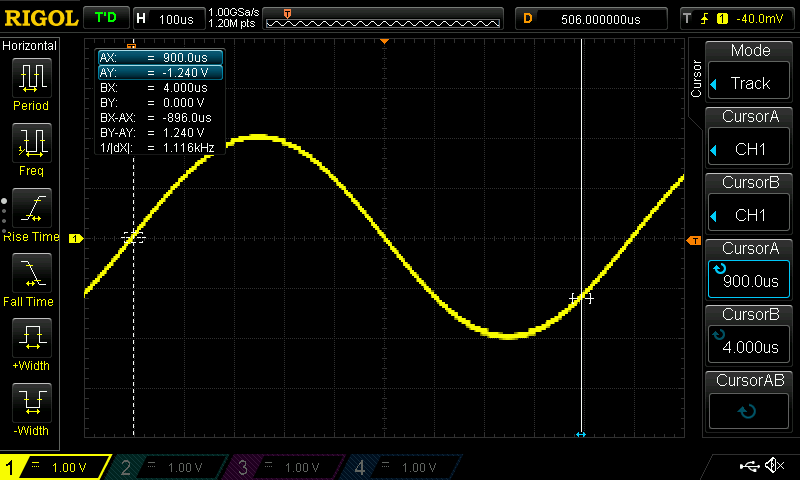 RIGOL T'D H 100us 1.00GSa/s 1.20M pts T D 506.000000us T 1 -40.0mV
Horizontal
Period
Freq
Rise Time
Fall Time
+Width
-Width
AX: = 900.0us
AY: = -1.240 V
BX: = 4.000us
BY: = 0.000 V
BX-AX: = -896.0us
BY-AY: = 1.240 V
1/|dX|: = 1.116kHz
1
T
Cursor
Mode
Track
CursorA
CH1
CursorB
CH1
CursorA
900.0us
CursorB
4.000us
CursorAB
1 = 1.00 V 2 = 1.00 V 3 = 1.00 V 4 = 1.00 V